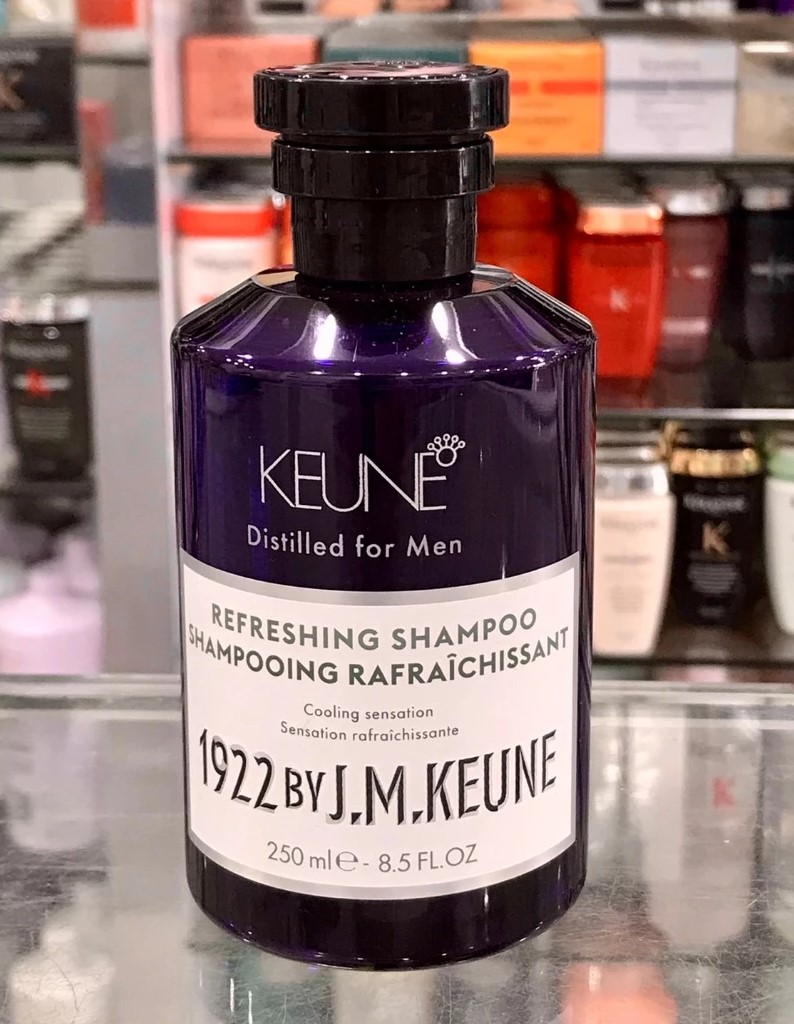 KEUNE
Distilled for Men
REFRESHING SHAMPOO
SHAMPOOING RAFRAÎCHISSANT
Cooling sensation
Sensation rafraîchissante
1922 BY J.M.KEUNE
250 ml℮ - 8.5 FL.OZ